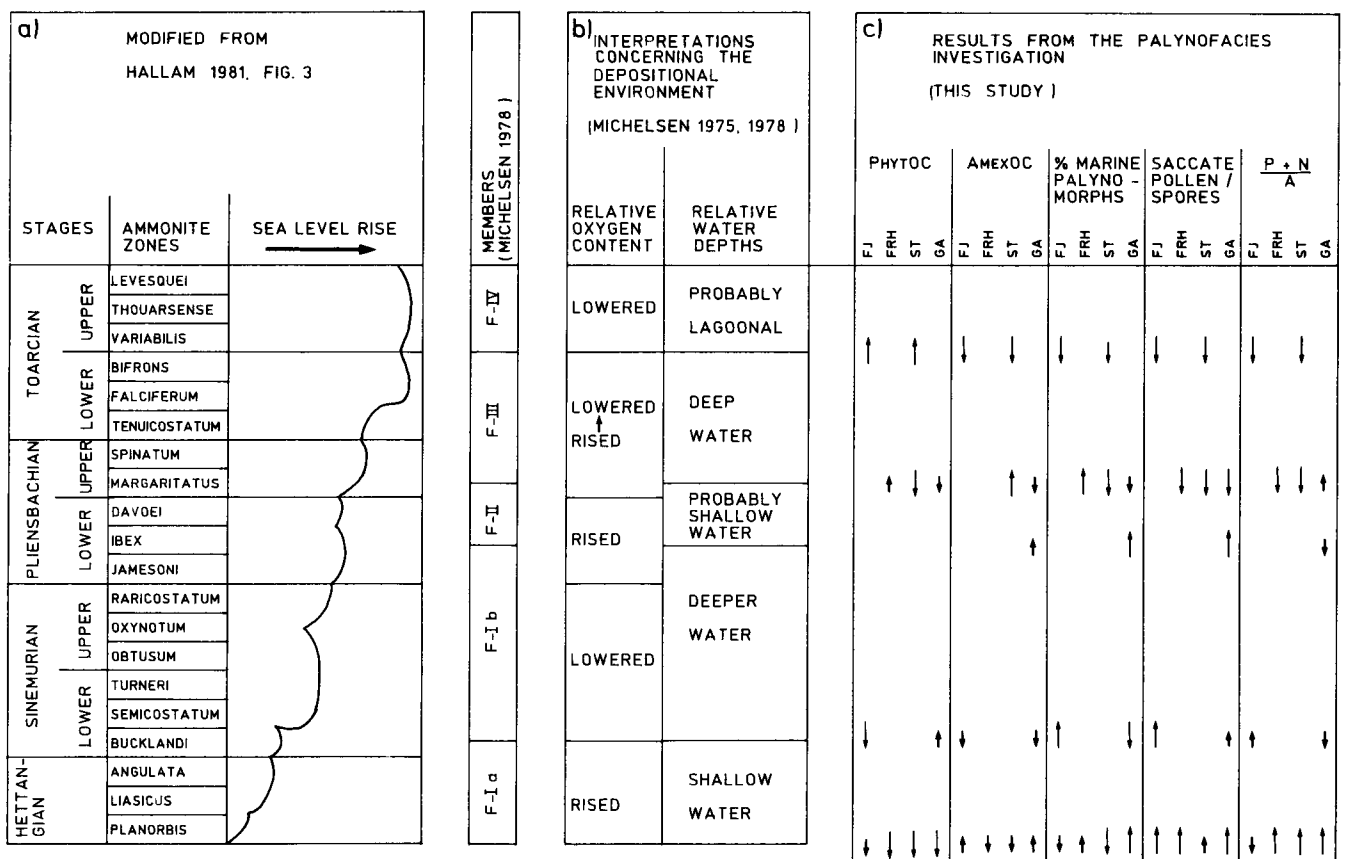 a)
MODIFIED FROM
HALLAM 1981, FIG. 3
STAGES
AMMONITE
ZONES
SEA LEVEL RISE
TOARCIAN
UPPER
LEVESQUEI
THOUARSENSE
VARIABILIS
LOWER
BIFRONS
FALCIFERUM
TENUICOSTATUM
PLIENSBACHIAN
UPPER
SPINATUM
MARGARITATUS
LOWER
DAVOEI
IBEX
JAMESONI
SINEMURIAN
UPPER
RARICOSTATUM
OXYNOTUM
OBTUSUM
LOWER
TURNERI
SEMICOSTATUM
BUCKLANDI
HETTAN-
GIAN
ANGULATA
LIASICUS
PLANORBIS
MEMBERS
(MICHELSEN 1978)
F-IV
F-III
F-II
F-Ib
F-Ia
b)
INTERPRETATIONS
CONCERNING THE
DEPOSITIONAL
ENVIRONMENT
(MICHELSEN 1975, 1978)
RELATIVE
OXYGEN
CONTENT
RELATIVE
WATER
DEPTHS
LOWERED
PROBABLY
LAGOONAL
LOWERED
RISED
DEEP
WATER
RISED
PROBABLY
SHALLOW
WATER
LOWERED
DEEPER
WATER
RISED
SHALLOW
WATER
c)
RESULTS FROM THE PALYNOFACIES
INVESTIGATION
(THIS STUDY)
PHYTOC
AMEXOC
% MARINE
PALYNO-
MORPHS
SACCATE
POLLEN/
SPORES
P + N
A
FJ FRH ST GA FJ FRH ST GA FJ FRH ST GA FJ FRH ST GA FJ FRH ST GA